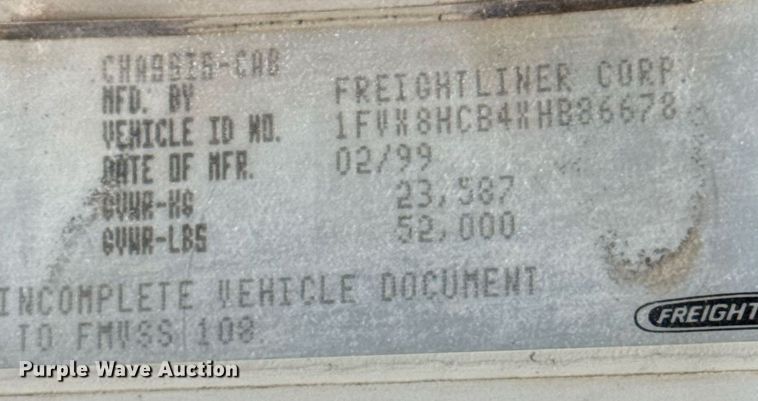 CHASSIS-CAB
MFD. BY FREIGHTLINER CORP.
VEHICLE ID NO. 1FVX8HCB4XHB86678
DATE OF MFR. 02/99
GVWR-KG 23,587
GVWR-LBS 52,000
INCOMPLETE VEHICLE DOCUMENT
TO FMVSS 108.
FREIGHT
Purple Wave Auction